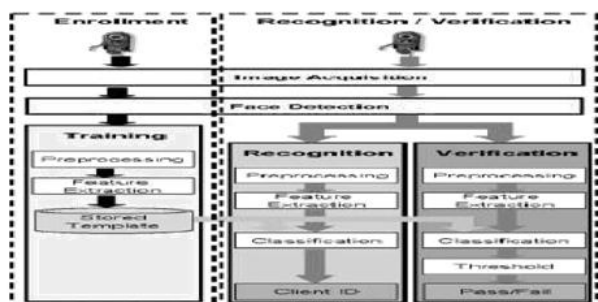 Enrollment
Recognition / Verification
Image Acquisition
Face Detection
Training
Preprocessing
Feature
Extraction
Stored
Template
Recognition
Preprocessing
Feature
Extraction
Classification
Client ID
Verification
Preprocessing
Feature
Extraction
Classification
Threshold
Pass/Fail